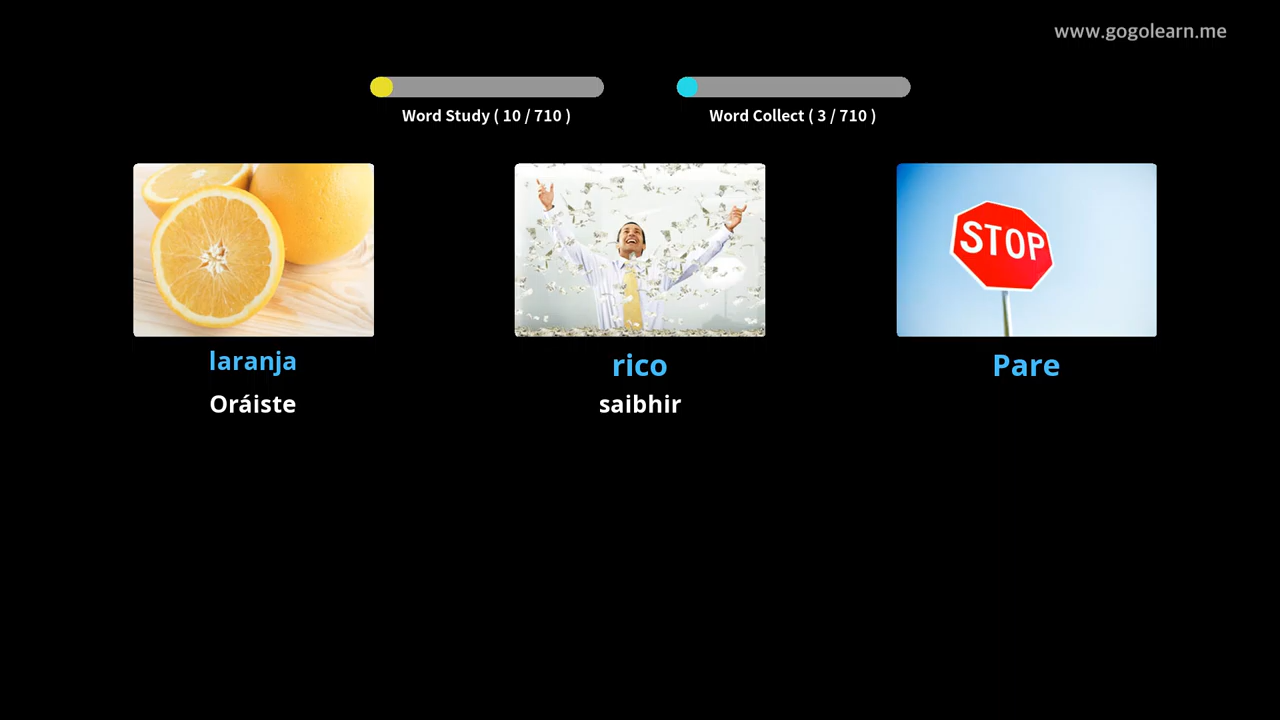 www.gogolearn.me
Word Study ( 10 / 710 )
Word Collect ( 3 / 710 )
STOP
laranja
rico
Pare
Oráiste
saibhir